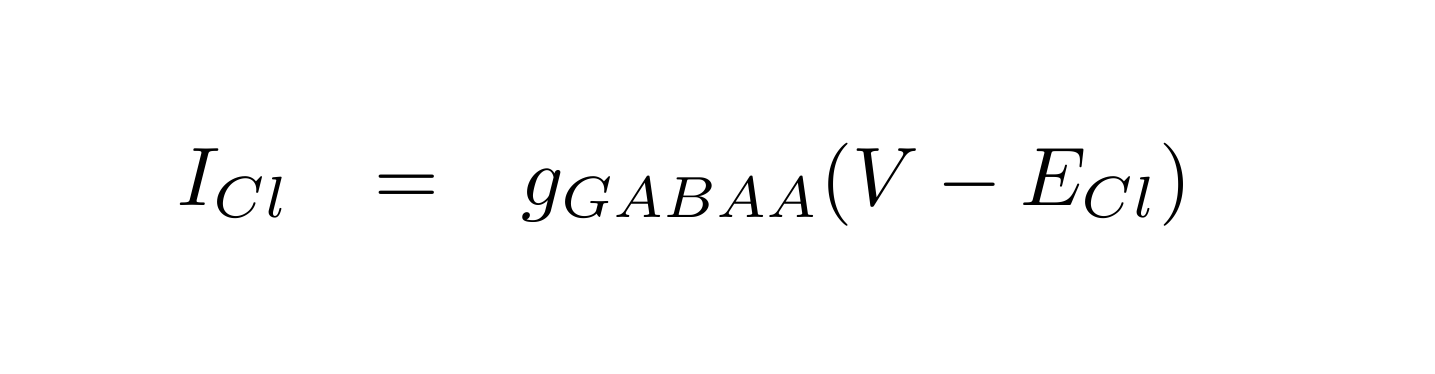 I_{Cl} = g_{GABAA}(V − E_{Cl})